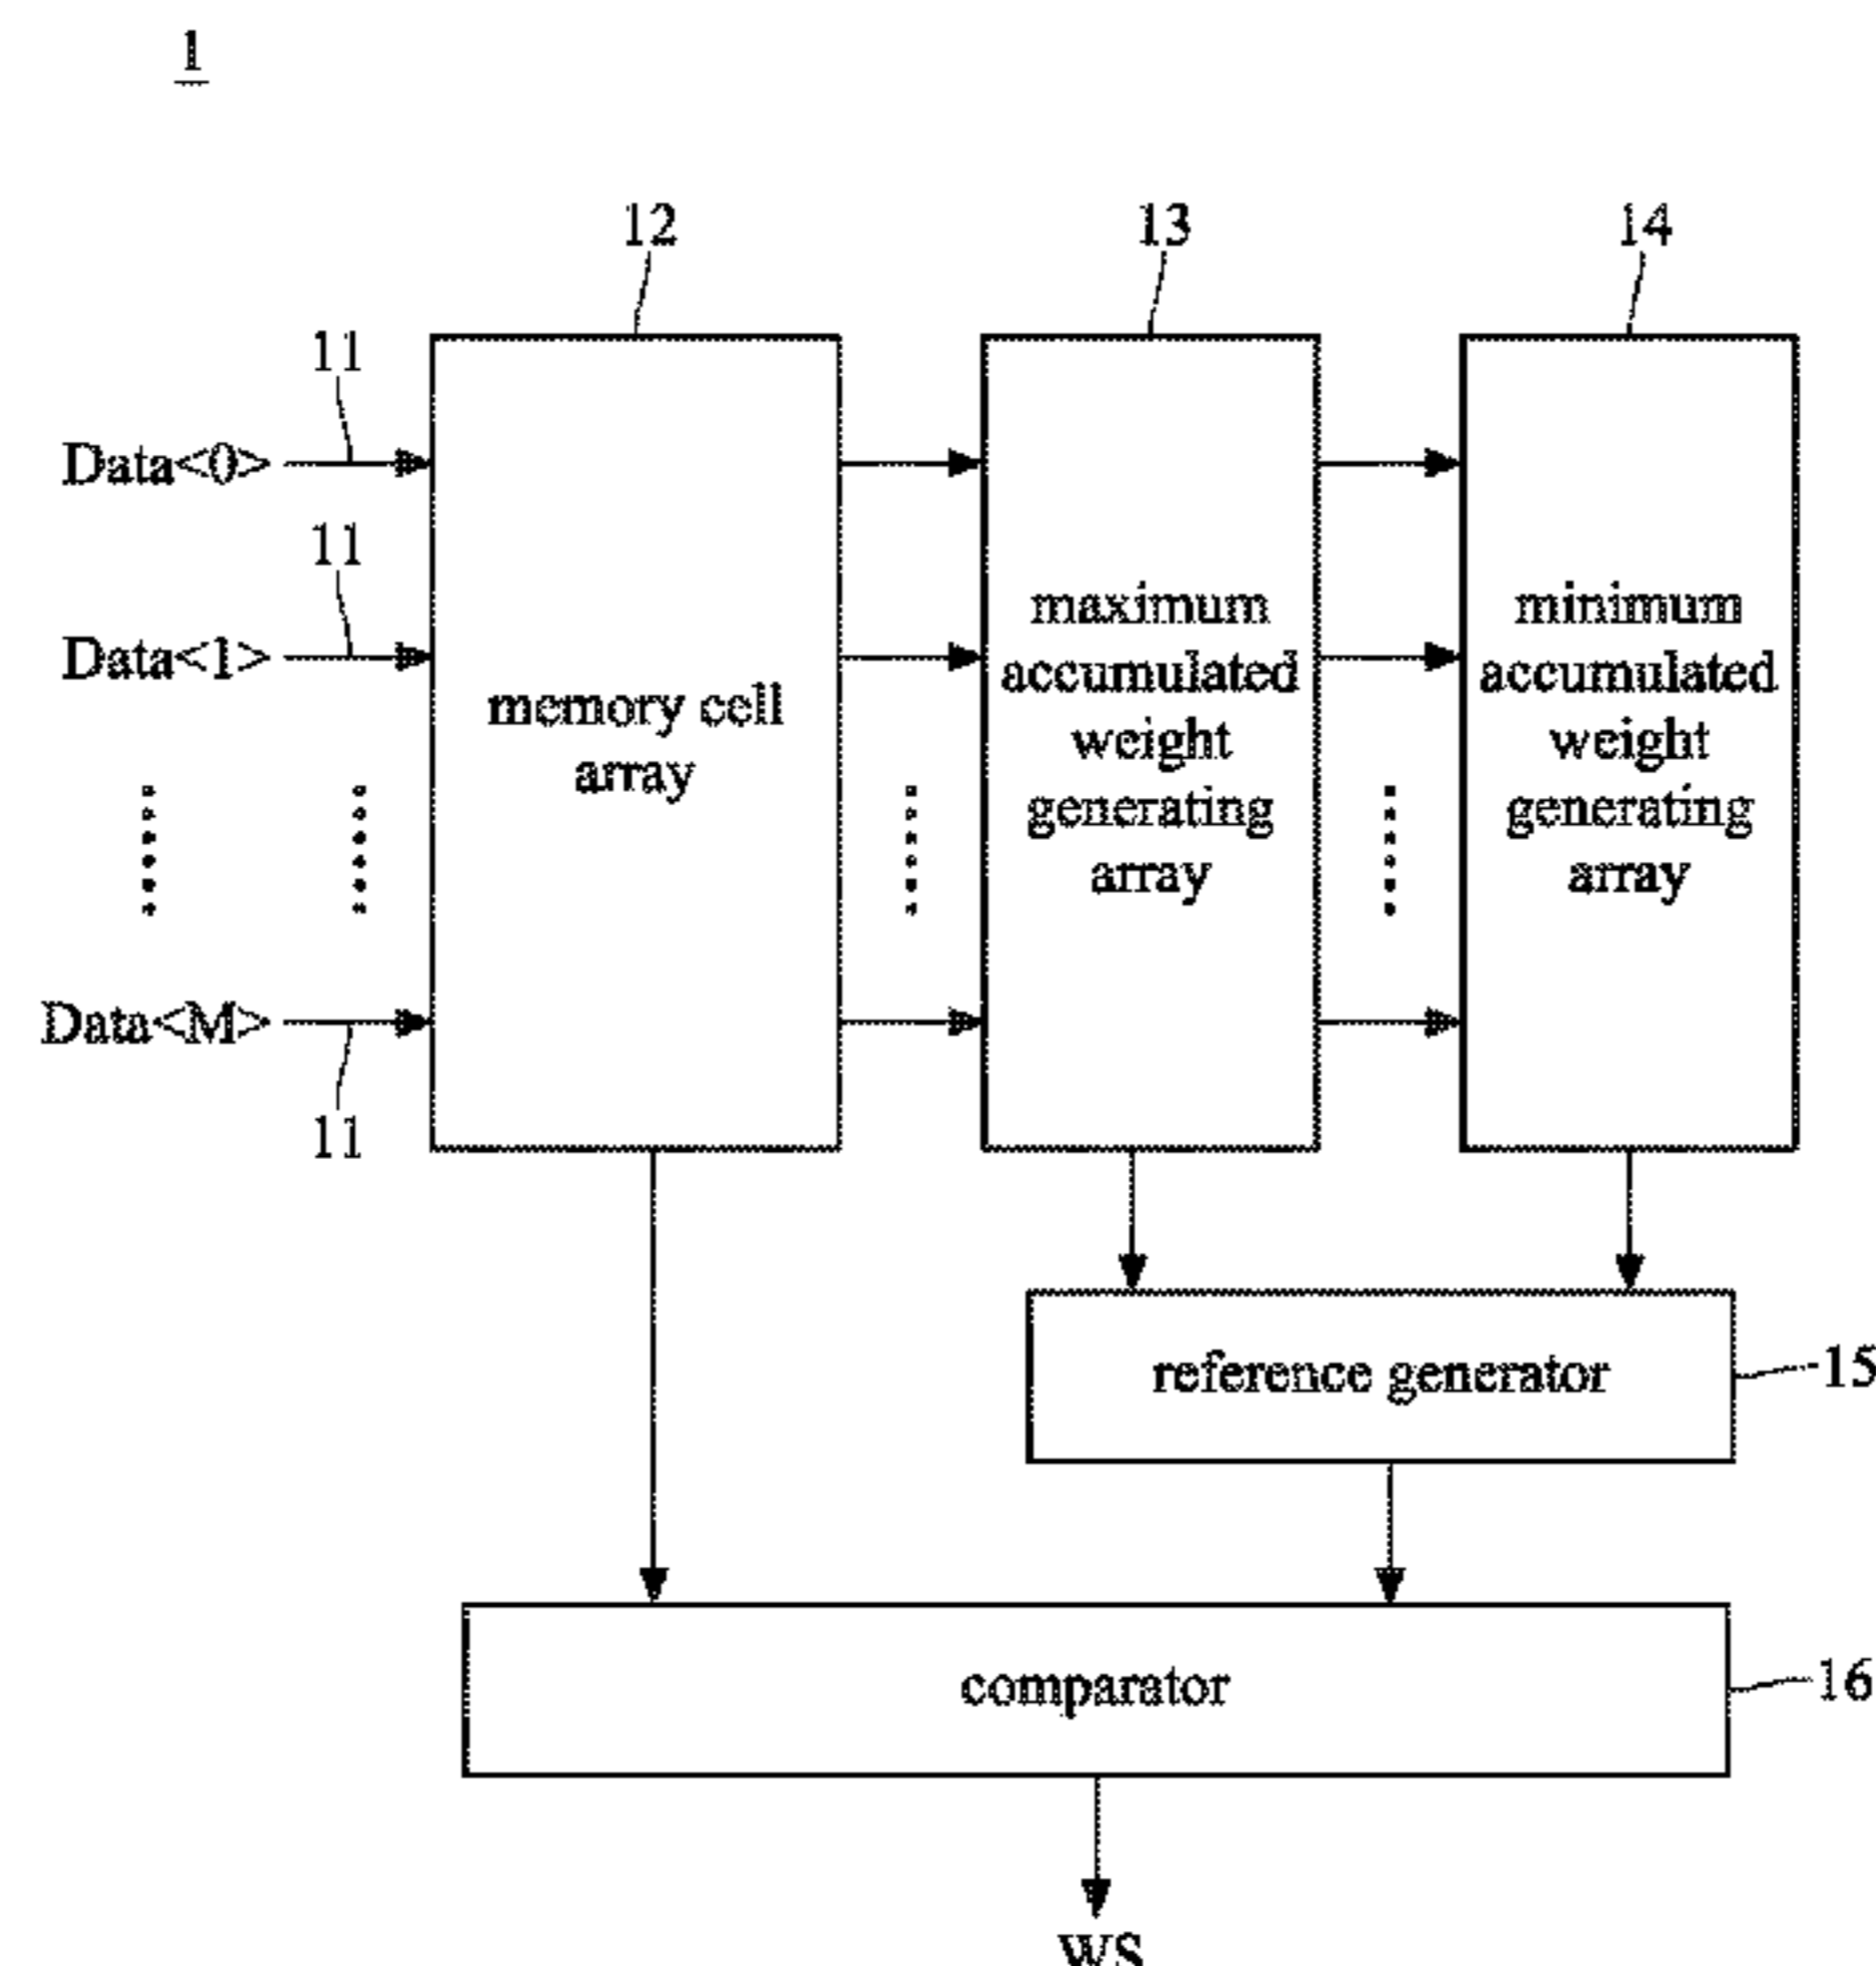 1
12
13
14
11
Data<0>
11
Data<1>
Data<M>
11
memory cell
array
maximum
accumulated
weight
generating
array
minimum
accumulated
weight
generating
array
reference generator
15
comparator
16
WS